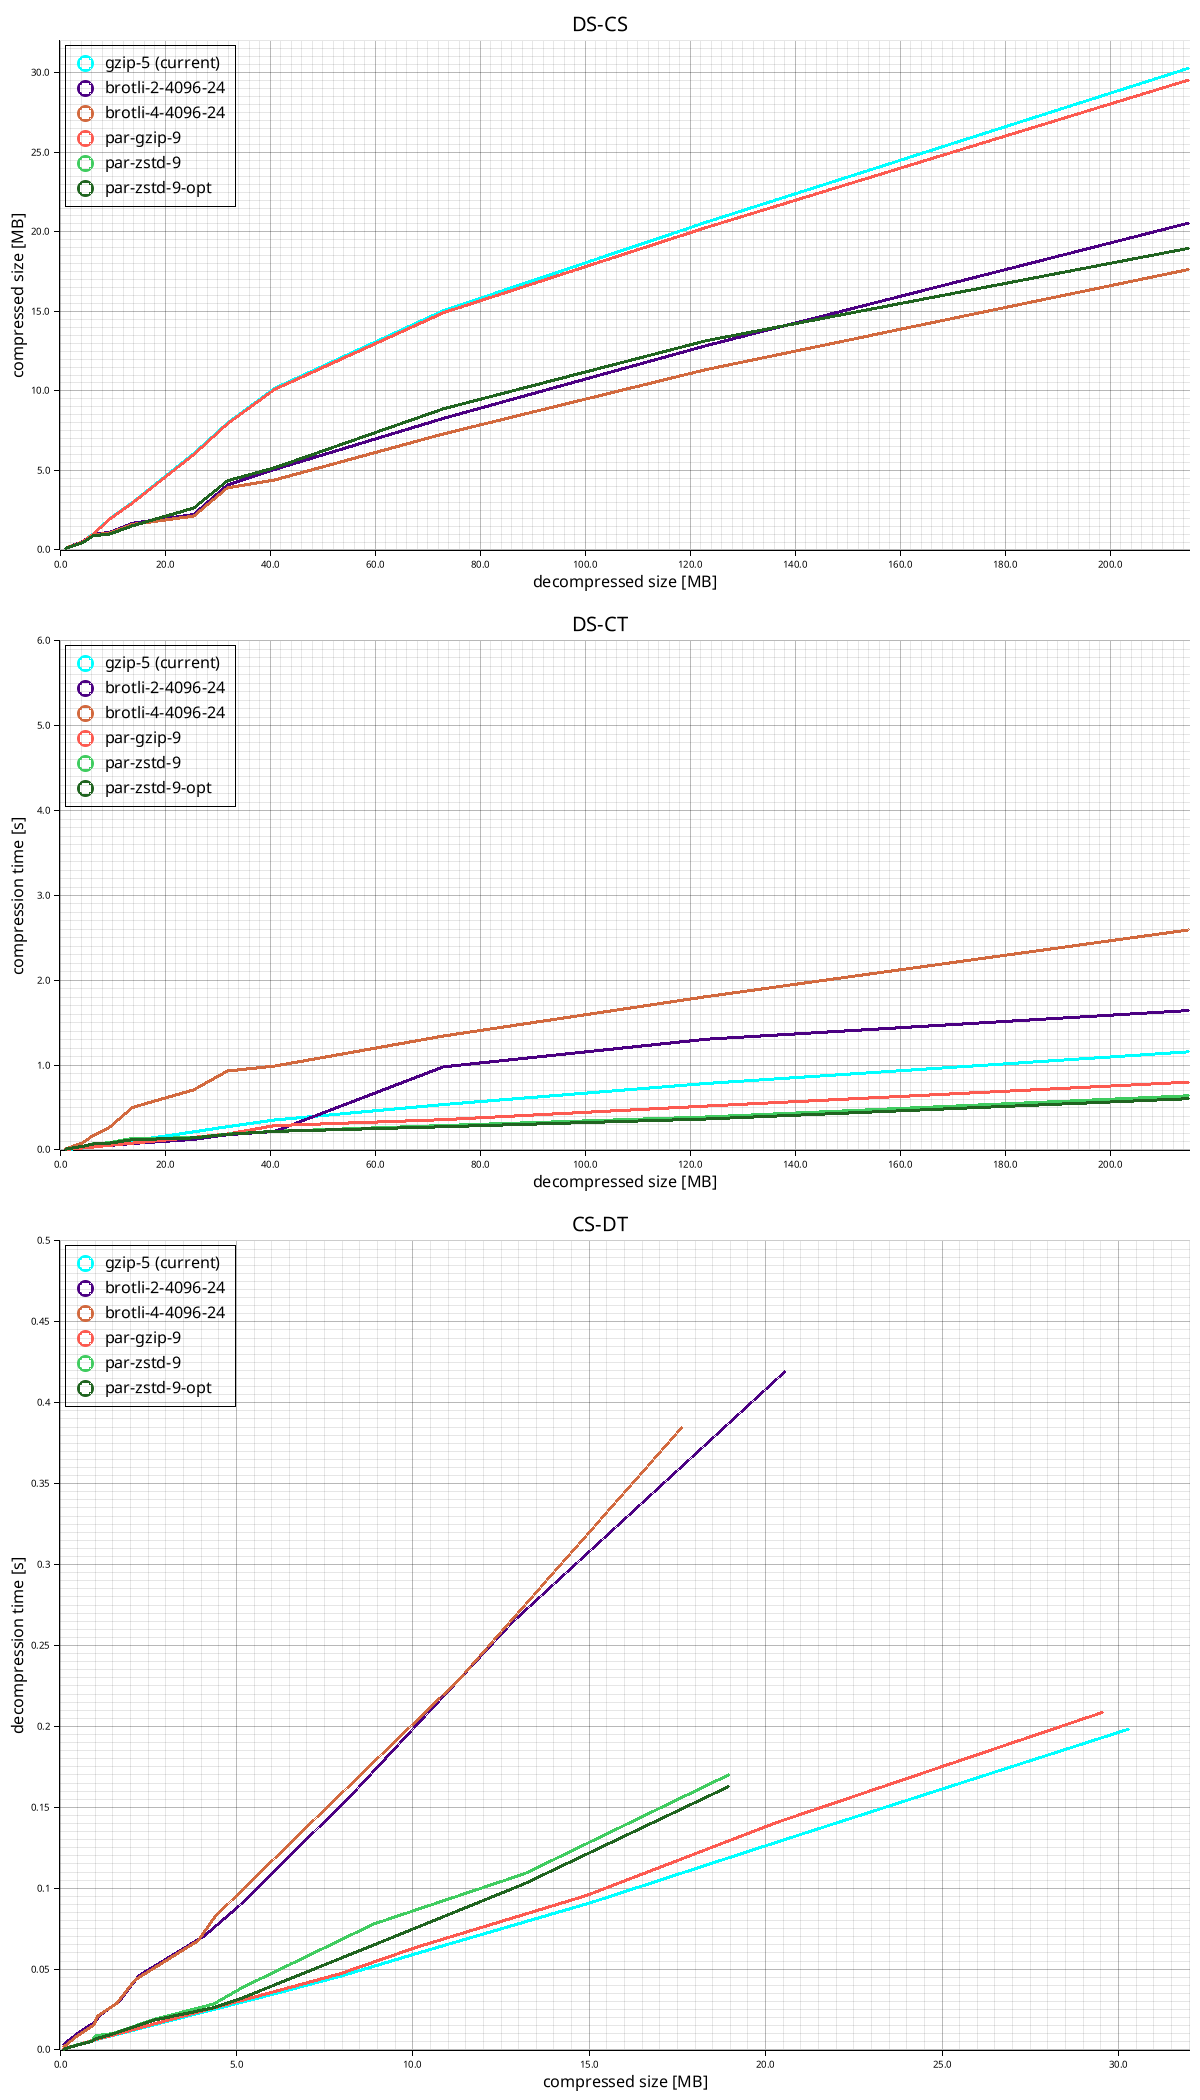 DS-CS
gzip-5 (current)
brotli-2-4096-24
brotli-4-4096-24
par-gzip-9
par-zstd-9
par-zstd-9-opt
compressed size [MB]
30.0
25.0
20.0
15.0
10.0
5.0
0.0
0.0 20.0 40.0 60.0 80.0 100.0 120.0 140.0 160.0 180.0 200.0
decompressed size [MB]
DS-CT
gzip-5 (current)
brotli-2-4096-24
brotli-4-4096-24
par-gzip-9
par-zstd-9
par-zstd-9-opt
compression time [s]
6.0
5.0
4.0
3.0
2.0
1.0
0.0
0.0 20.0 40.0 60.0 80.0 100.0 120.0 140.0 160.0 180.0 200.0
decompressed size [MB]
CS-DT
gzip-5 (current)
brotli-2-4096-24
brotli-4-4096-24
par-gzip-9
par-zstd-9
par-zstd-9-opt
decompression time [s]
0.5
0.45
0.4
0.35
0.3
0.25
0.2
0.15
0.1
0.05
0.0
0.0 5.0 10.0 15.0 20.0 25.0 30.0
compressed size [MB]